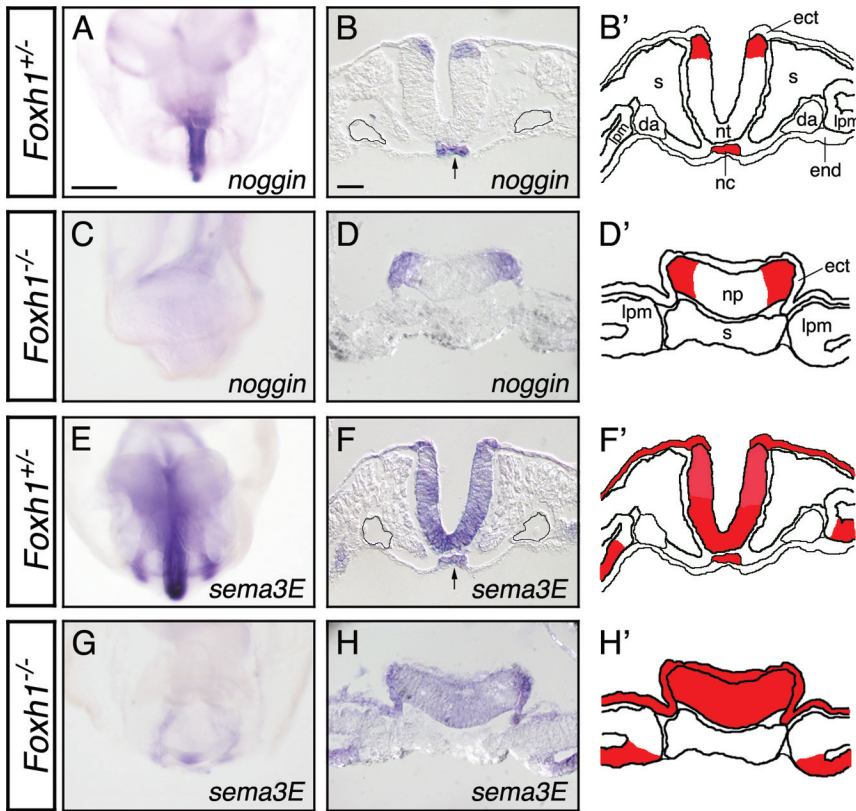 Foxh1+/-
A
noggin
B
noggin
B'
ect
s
s
lpm
da
nt
da
lpm
nc
end
Foxh1-/-
C
noggin
D
noggin
D'
ect
np
lpm
lpm
s
Foxh1+/-
E
sema3E
F
sema3E
F'
Foxh1-/-
G
sema3E
H
sema3E
H'